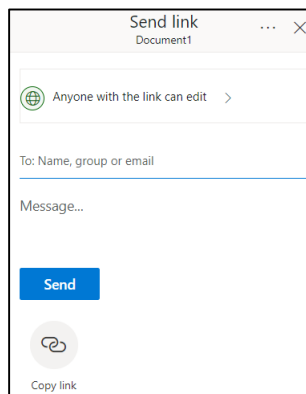 Send link
Document1
Anyone with the link can edit
To: Name, group or email
Message...
Send
Copy link